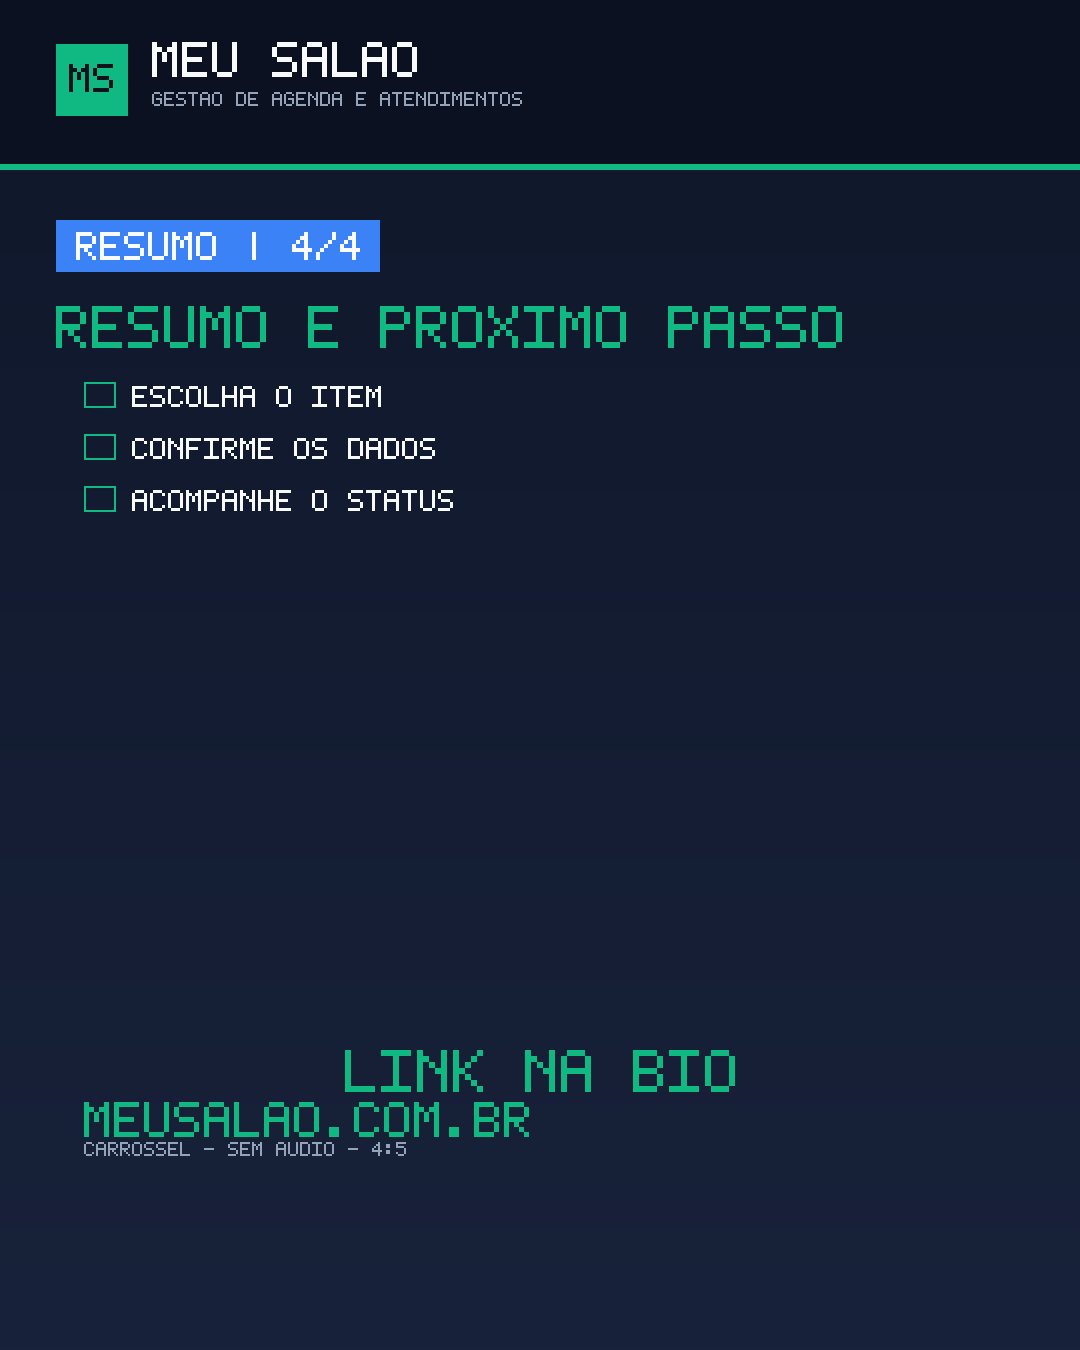 MS
MEU SALAO
GESTAO DE AGENDA E ATENDIMENTOS
RESUMO | 4/4
RESUMO E PROXIMO PASSO
ESCOLHA O ITEM
CONFIRME OS DADOS
ACOMPANHE O STATUS
LINK NA BIO
MEUSALAO.COM.BR
CARROSSEL - SEM AUDIO - 4:5